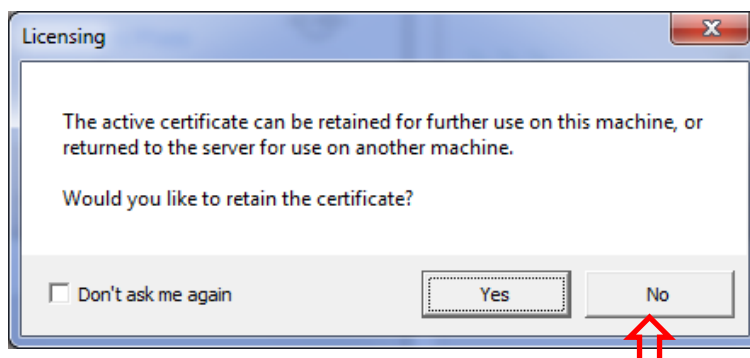 Licensing
The active certificate can be retained for further use on this machine, or
returned to the server for use on another machine.
Would you like to retain the certificate?
Don't ask me again
Yes
No